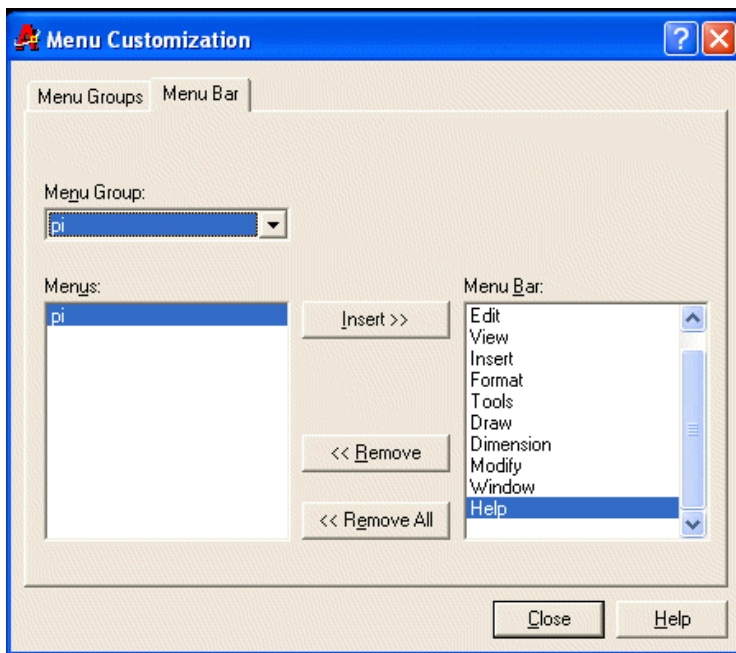 Menu Customization
Menu Groups
Menu Bar
Menu Group:
pi
Menus:
pi
Insert >>
<< Remove
<< Remove All
Menu Bar:
Edit
View
Insert
Format
Tools
Draw
Dimension
Modify
Window
Help
Close
Help